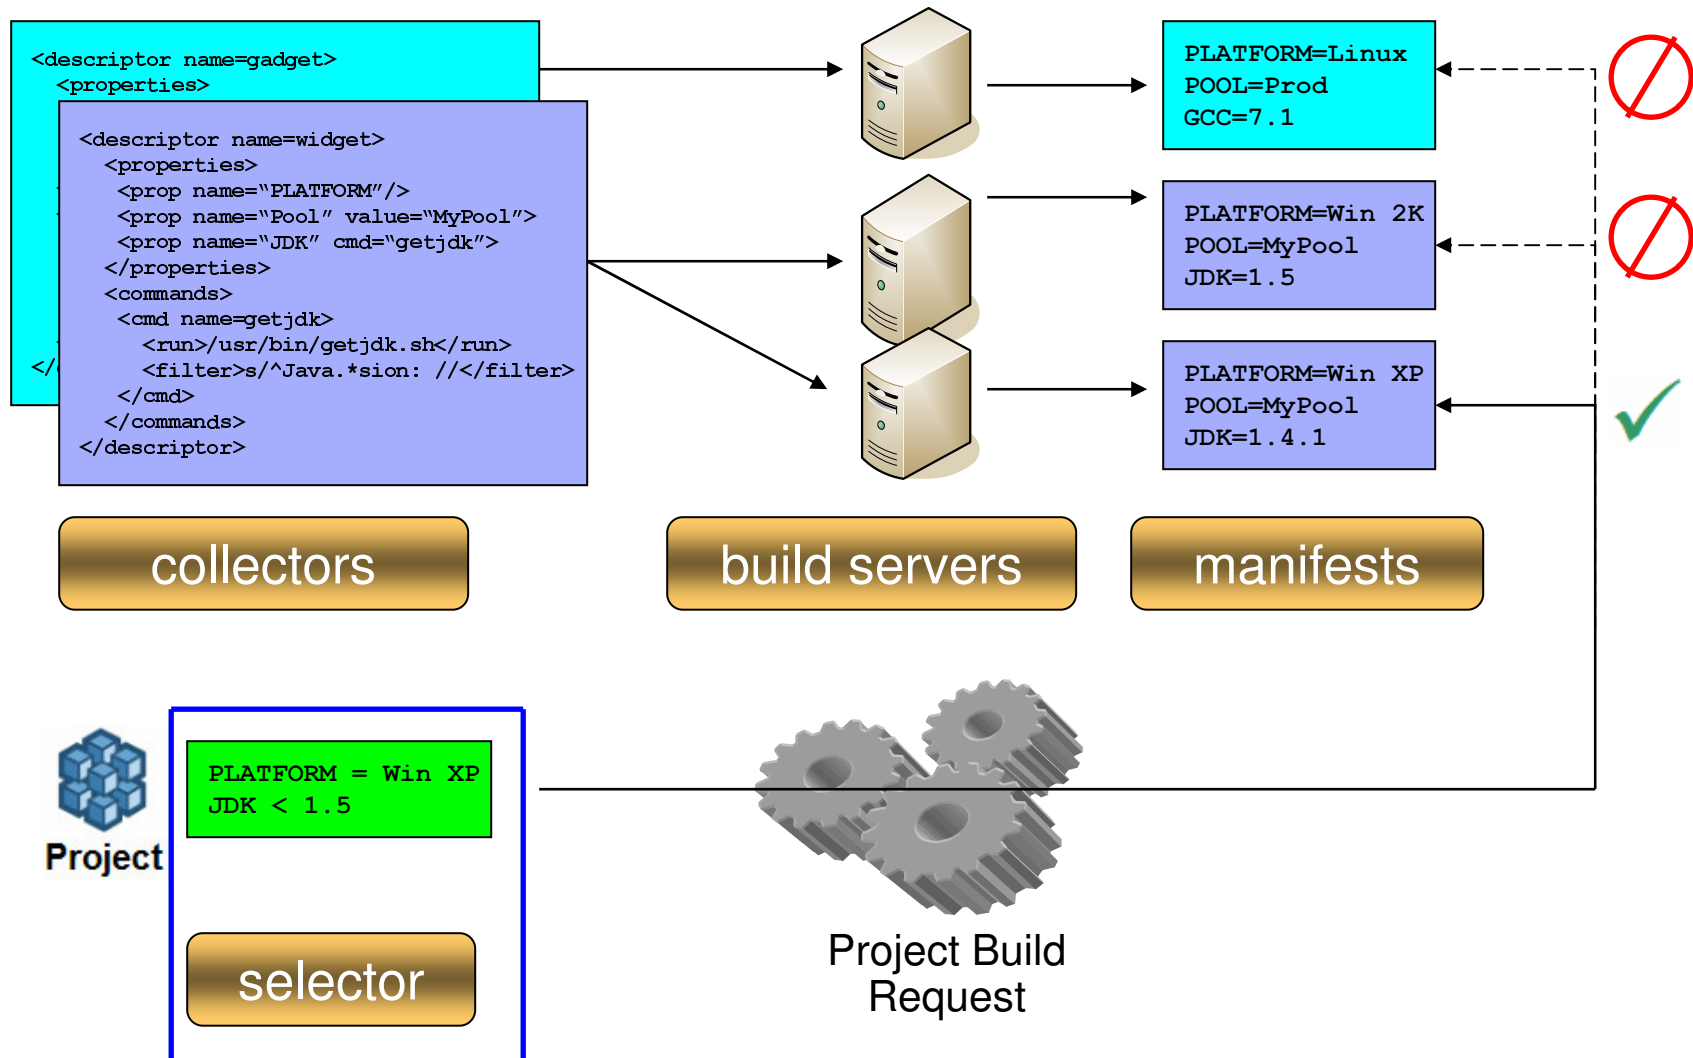 <descriptor name=gadget>
<properties>
</
<descriptor name=widget>
<properties>
<prop name="PLATFORM"/>
<prop name="Pool" value="MyPool">
<prop name="JDK" cmd="getjdk">
</properties>
<commands>
<cmd name=getjdk>
<run>/usr/bin/getjdk.sh</run>
<filter>s/^Java.*sion: //</filter>
</cmd>
</commands>
</descriptor>
PLATFORM=Linux
POOL=Prod
GCC=7.1
PLATFORM=Win 2K
POOL=MyPool
JDK=1.5
PLATFORM=Win XP
POOL=MyPool
JDK=1.4.1
collectors
build servers
manifests
Project
PLATFORM = Win XP
JDK < 1.5
selector
Project Build
Request